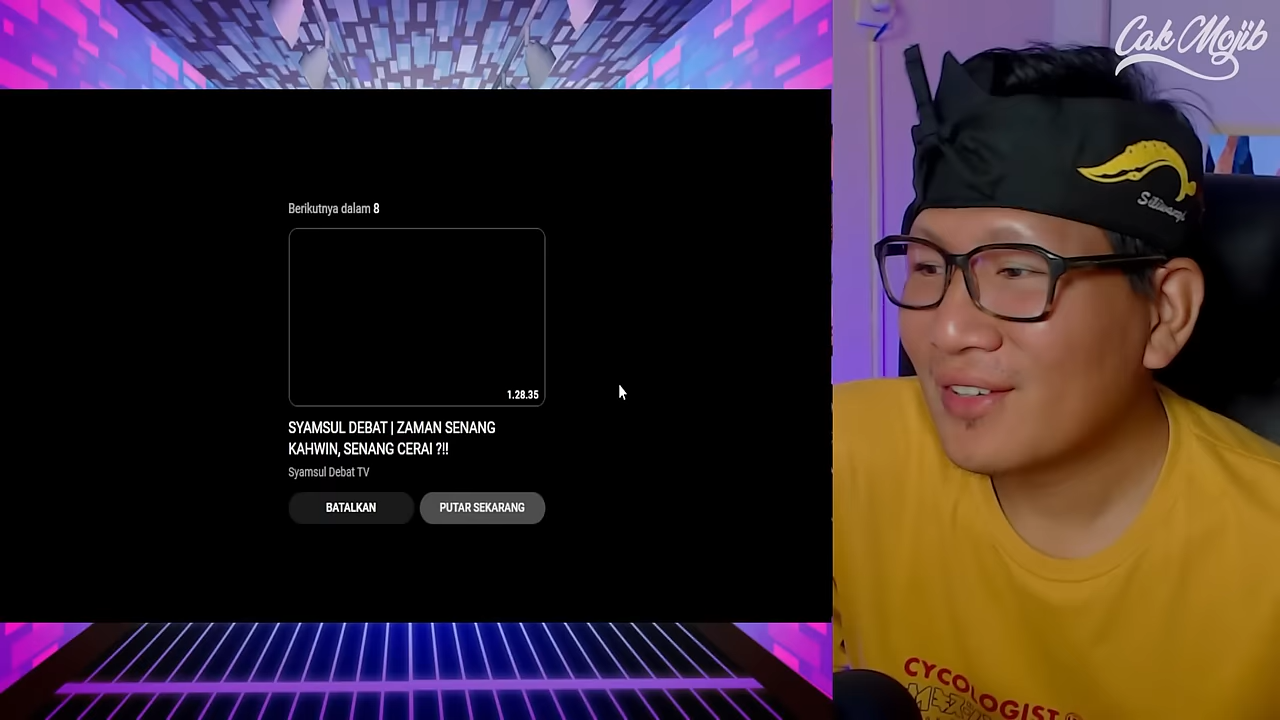 Cak Mojib
Berikutnya dalam 8
1.28.35
SYAMSUL DEBAT | ZAMAN SENANG
KAHWIN, SENANG CERAI ?!!
Syamsul Debat TV
BATALKAN
PUTAR SEKARANG
Siliwangi
CYCOLOGIST